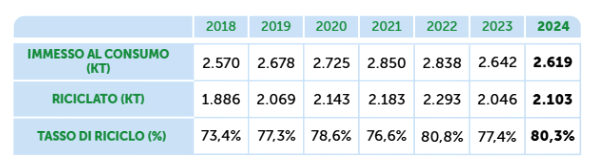 2018 2019 2020 2021 2022 2023 2024
IMMESSO AL CONSUMO
(KT) 2.570 2.678 2.725 2.850 2.838 2.642 2.619
RICICLATO (KT) 1.886 2.069 2.143 2.183 2.293 2.046 2.103
TASSO DI RICICLO (%) 73,4% 77,3% 78,6% 76,6% 80,8% 77,4% 80,3%